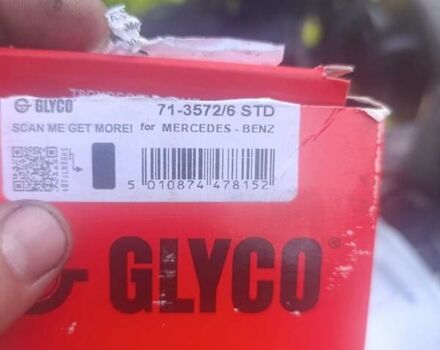 GLYCO 71-3572/6 STD
SCAN ME GET MORE! for MERCEDES - BENZ
5 010874 478152
GLYCO®